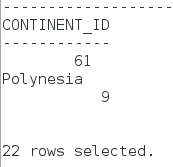 --------------------
CONTINENT_ID
------------
61
Polynesia
9
22 rows selected.